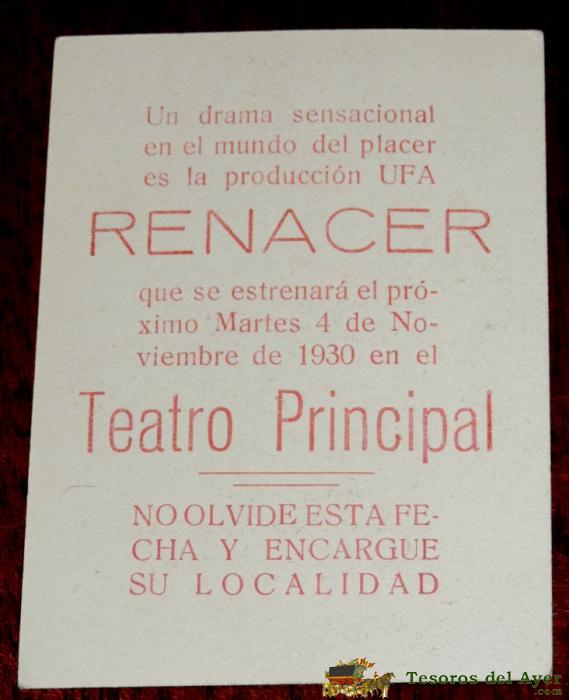 Un drama sensacional
en el mundo del placer
es la producción UFA
RENACER
que se estrenará el pró-
ximo Martes 4 de No-
viembre de 1930 en el
Teatro Principal
NO OLVIDE ESTA FE-
CHA Y ENCARGUE
SU LOCALIDAD
Tesoros del Ayer
.com